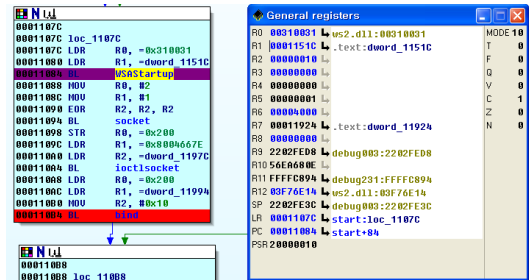 N
0001107C
0001107C loc_1107C
0001107C LDR R0, =0x310031
00011080 LDR R1, =dword_1151C
00011084 BL WSAStartup
00011088 MOV R0, #2
0001108C MOV R1, #1
00011090 EOR R2, R2, R2
00011094 BL socket
00011098 STR R0, =0x200
0001109C LDR R1, =0x8004667E
000110A0 LDR R2, =dword_1197C
000110A4 BL ioctlsocket
000110A8 LDR R0, =0x200
000110AC LDR R1, =dword_11994
000110B0 MOV R2, #0x10
000110B4 BL bind
N
000110B8
000110B8 loc_110B8
General registers
R0 00310031 ws2.dll:00310031
R1 0001151C .text:dword_1151C
R2 00000010
R3 00000000
R4 00000000
R5 00000001
R6 00004000
R7 00011924 .text:dword_11924
R8 00000000
R9 2202FED8 debug003:2202FED8
R10 56EA680E
R11 FFFFC894 debug231:FFFFC894
R12 03F76E14 ws2.dll:03F76E14
SP 2202FE3C debug003:2202FE3C
LR 0001107C start:loc_1107C
PC 00011084 start+84
PSR 20000010
MODE 10
T 0
F 0
Q 0
V 0
C 1
Z 0
N 0